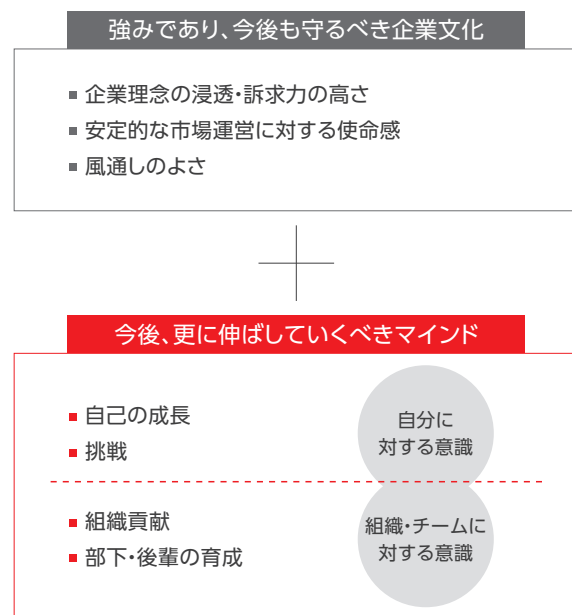 強みであり、今後も守るべき企業文化
企業理念の浸透・訴求力の高さ
安定的な市場運営に対する使命感
風通しのよさ
今後、更に伸ばしていくべきマインド
自己の成長
挑戦
自分に
対する意識
組織貢献
部下・後輩の育成
組織・チームに
対する意識